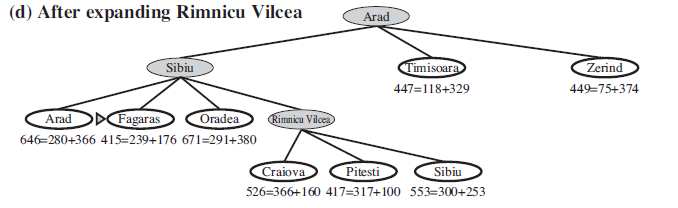 (d) After expanding Rimnicu Vilcea
Arad
Sibiu
Timisoara
Zerind
447=118+329
449=75+374
Arad
Fagaras
Oradea
Rimnicu Vilcea
646=280+366
415=239+176
671=291+380
Craiova
Pitesti
Sibiu
526=366+160
417=317+100
553=300+253